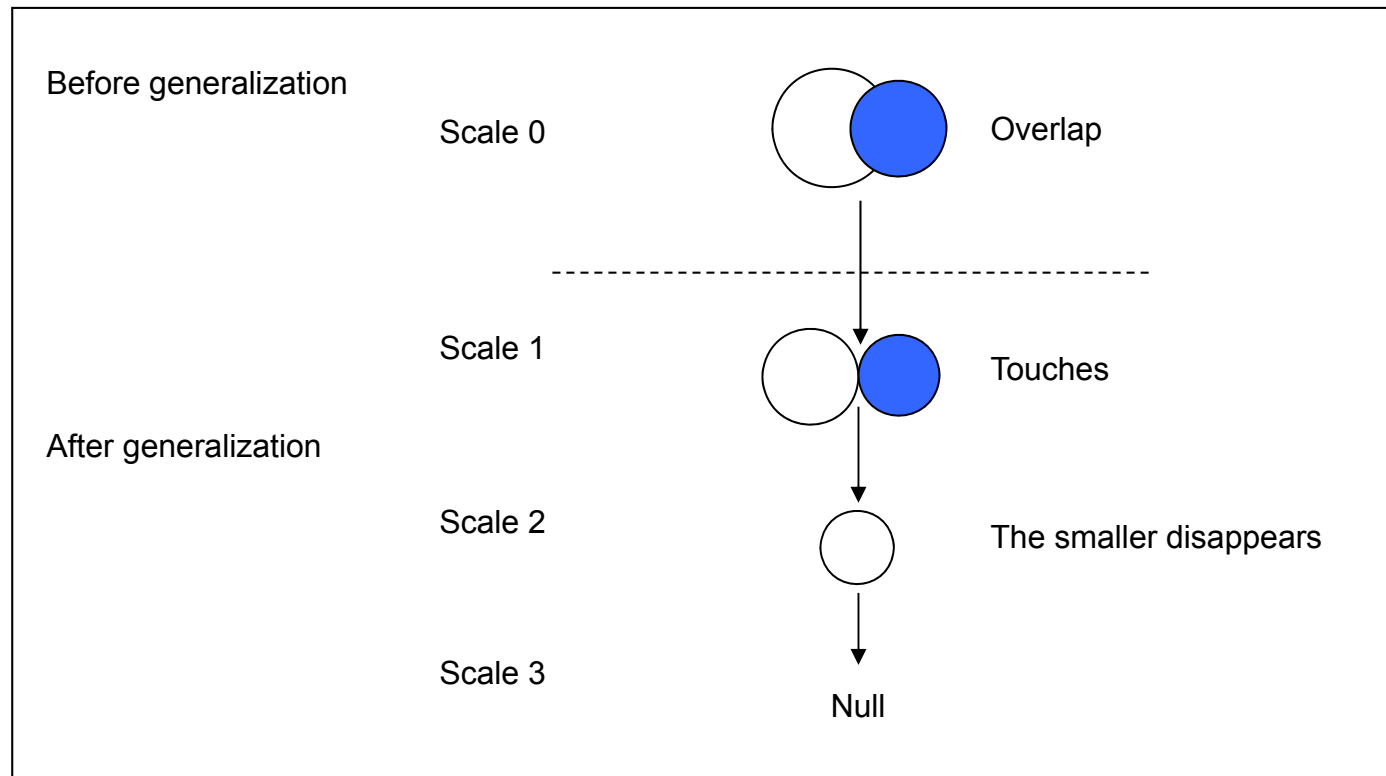 Before generalization
Scale 0
Overlap
Scale 1
Touches
After generalization
Scale 2
The smaller disappears
Scale 3
Null